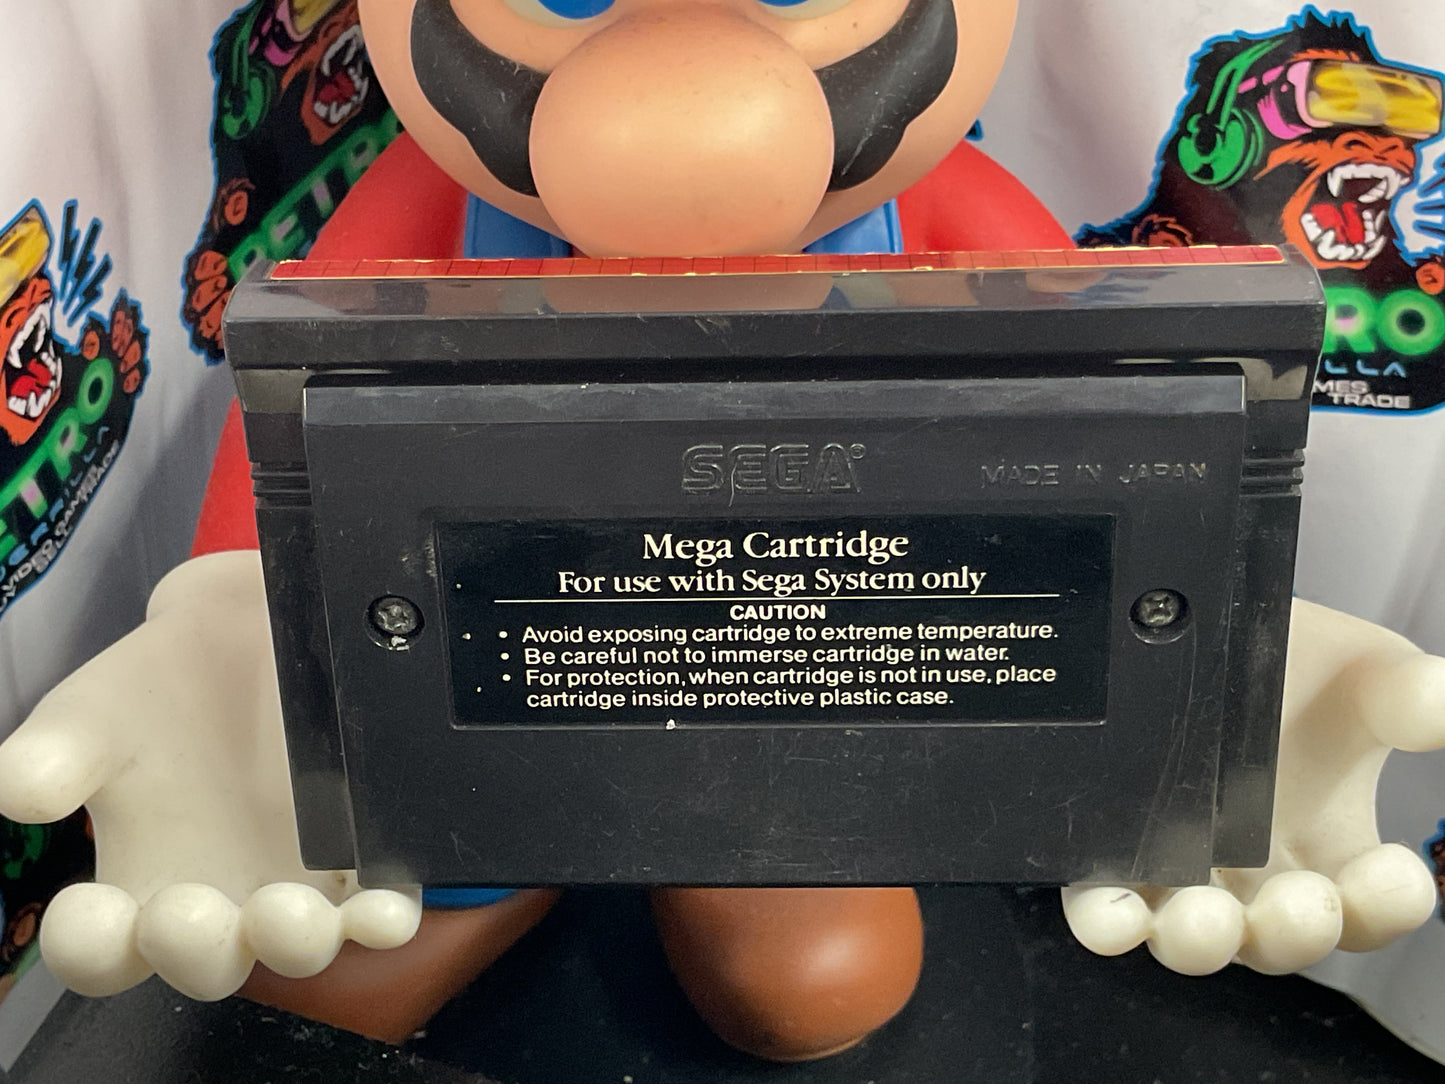 SEGA®
MADE IN JAPAN
Mega Cartridge
For use with Sega System only
CAUTION
• Avoid exposing cartridge to extreme temperature.
• Be careful not to immerse cartridge in water.
• For protection, when cartridge is not in use, place
cartridge inside protective plastic case.
RETRO
TRADE